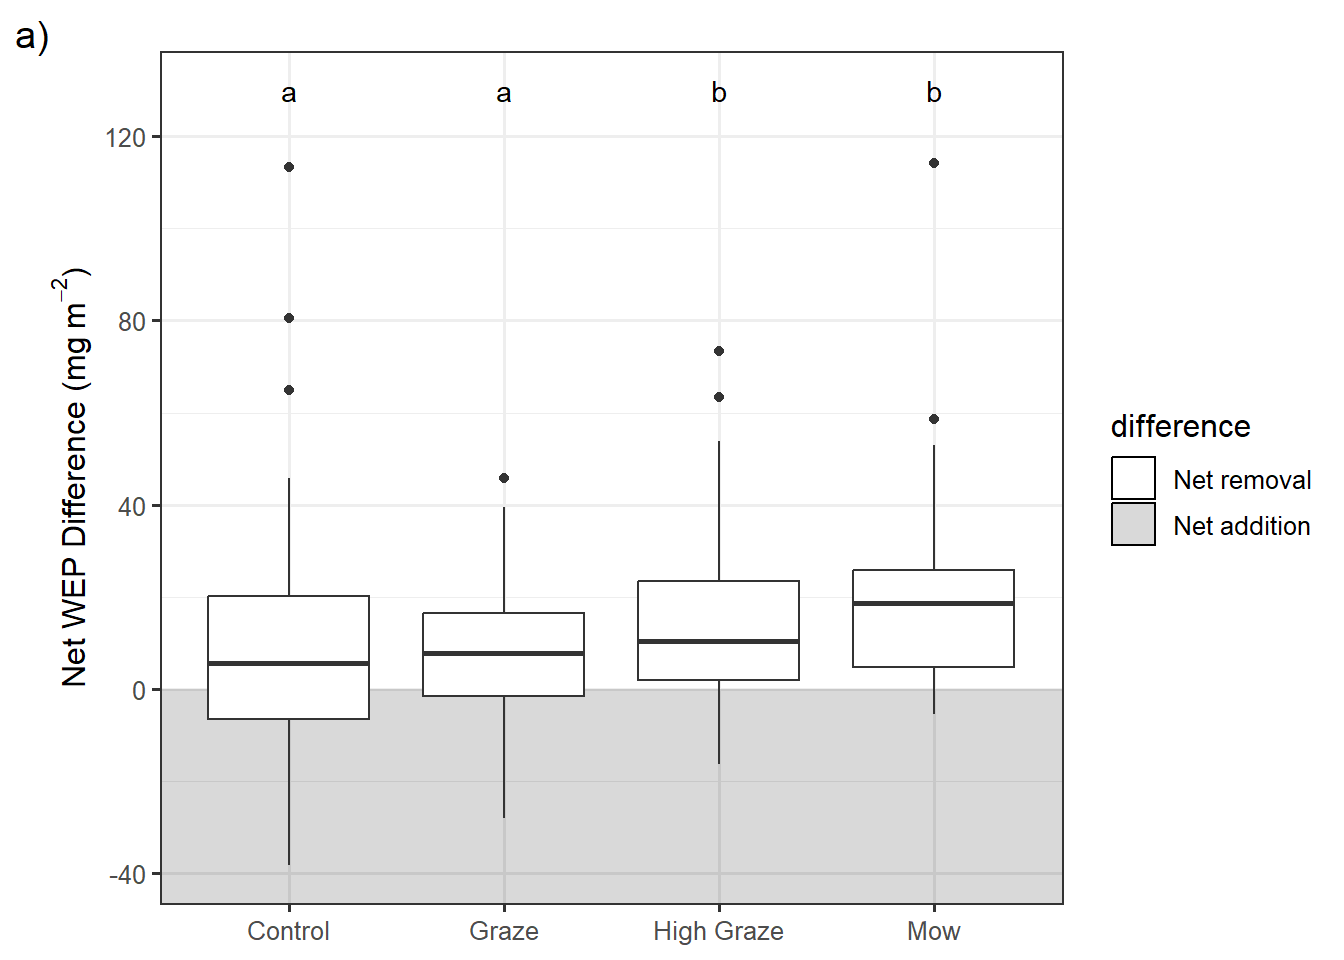 a)
a a b b
120
80
40
0
-40
Net WEP Difference (mg m⁻²)
Control Graze High Graze Mow
difference
Net removal
Net addition